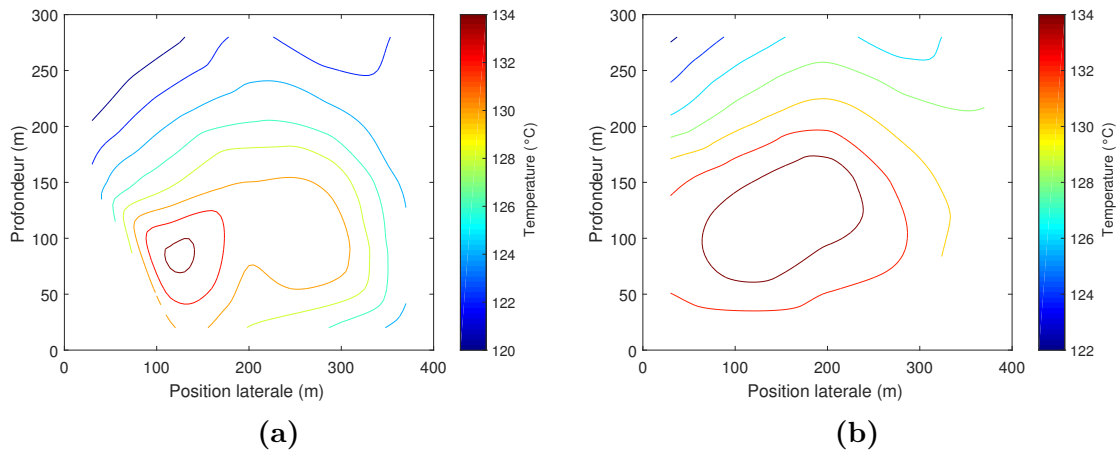 300
250
200
150
100
50
0
Profondeur (m)
0 100 200 300 400
Position laterale (m)
134
132
130
128
126
124
122
120
Temperature (°C)
(a)
300
250
200
150
100
50
0
Profondeur (m)
0 100 200 300 400
Position laterale (m)
134
132
130
128
126
124
122
Temperature (°C)
(b)